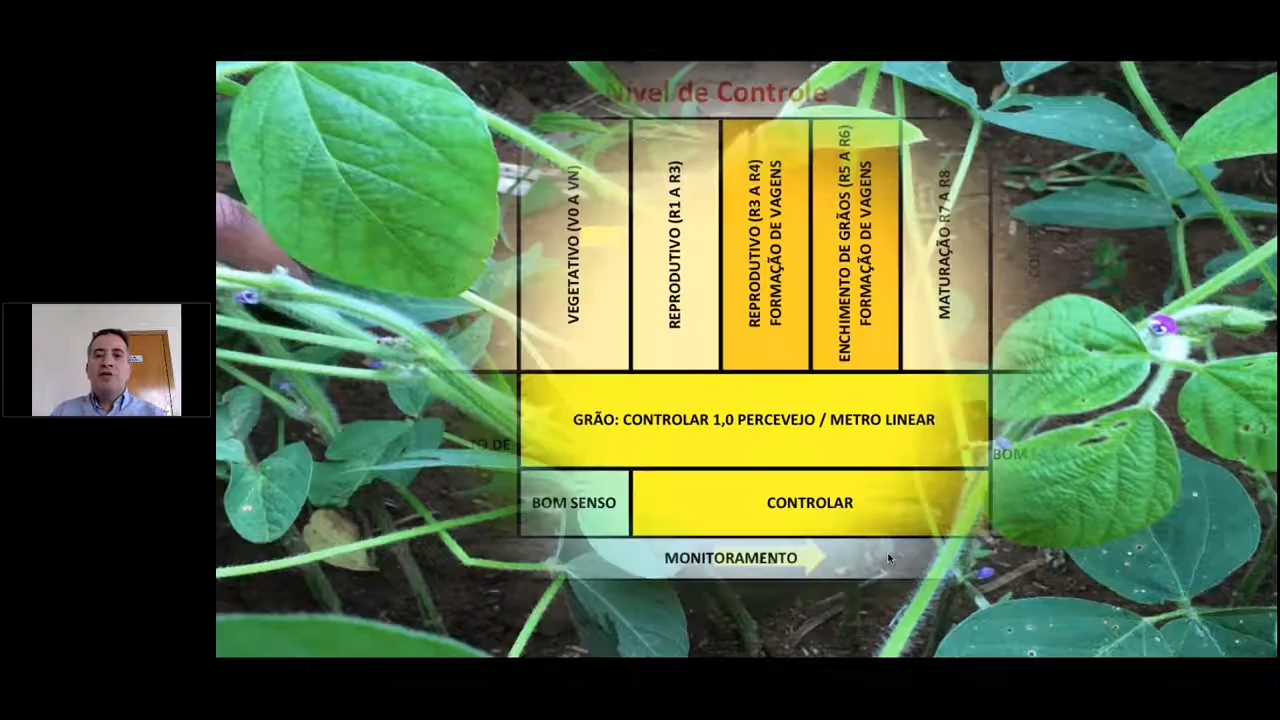 Nível de Controle
VEGETATIVO (V0 A VN)
REPRODUTIVO (R1 A R3)
REPRODUTIVO (R3 A R4)
FORMAÇÃO DE VAGENS
ENCHIMENTO DE GRÃOS (R5 A R6)
FORMAÇÃO DE VAGENS
MATURAÇÃO R7 A R8
GRÃO: CONTROLAR 1,0 PERCEVEJO / METRO LINEAR
BOM
BOM SENSO
CONTROLAR
MONITORAMENTO